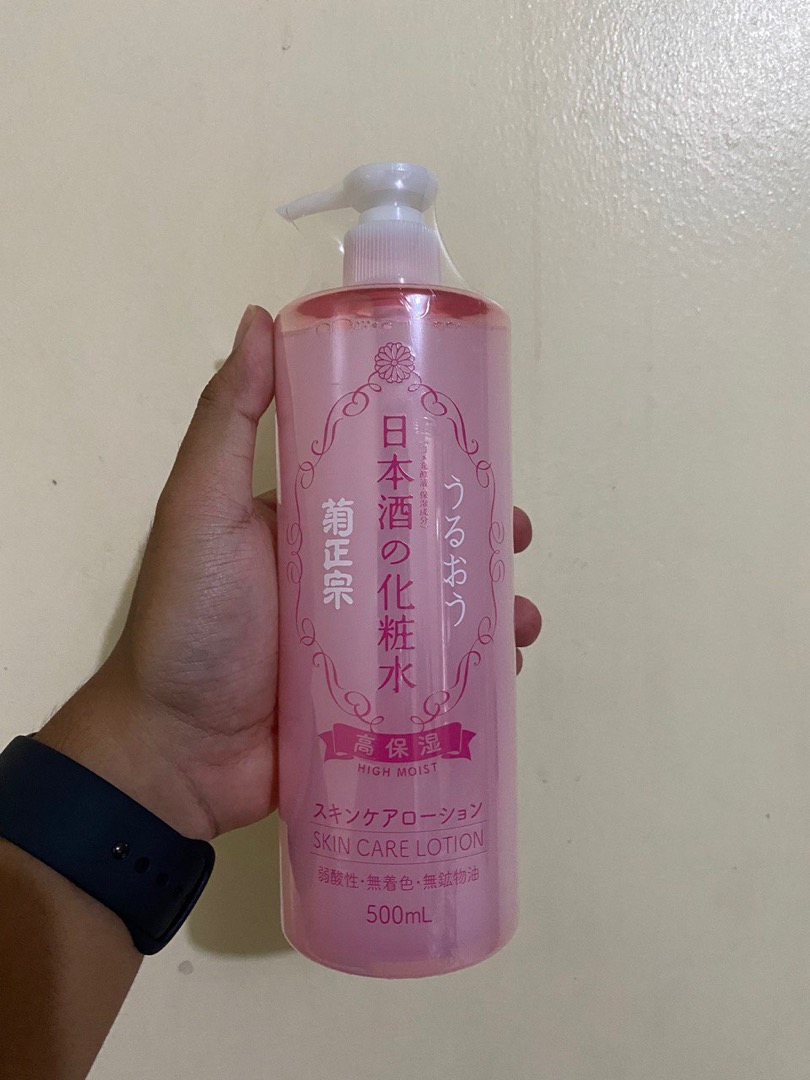 うるおう
日本酒の化粧水
菊正宗
高保湿
HIGH MOIST
スキンケアローション
SKIN CARE LOTION
弱酸性・無着色・無鉱物油
500mL